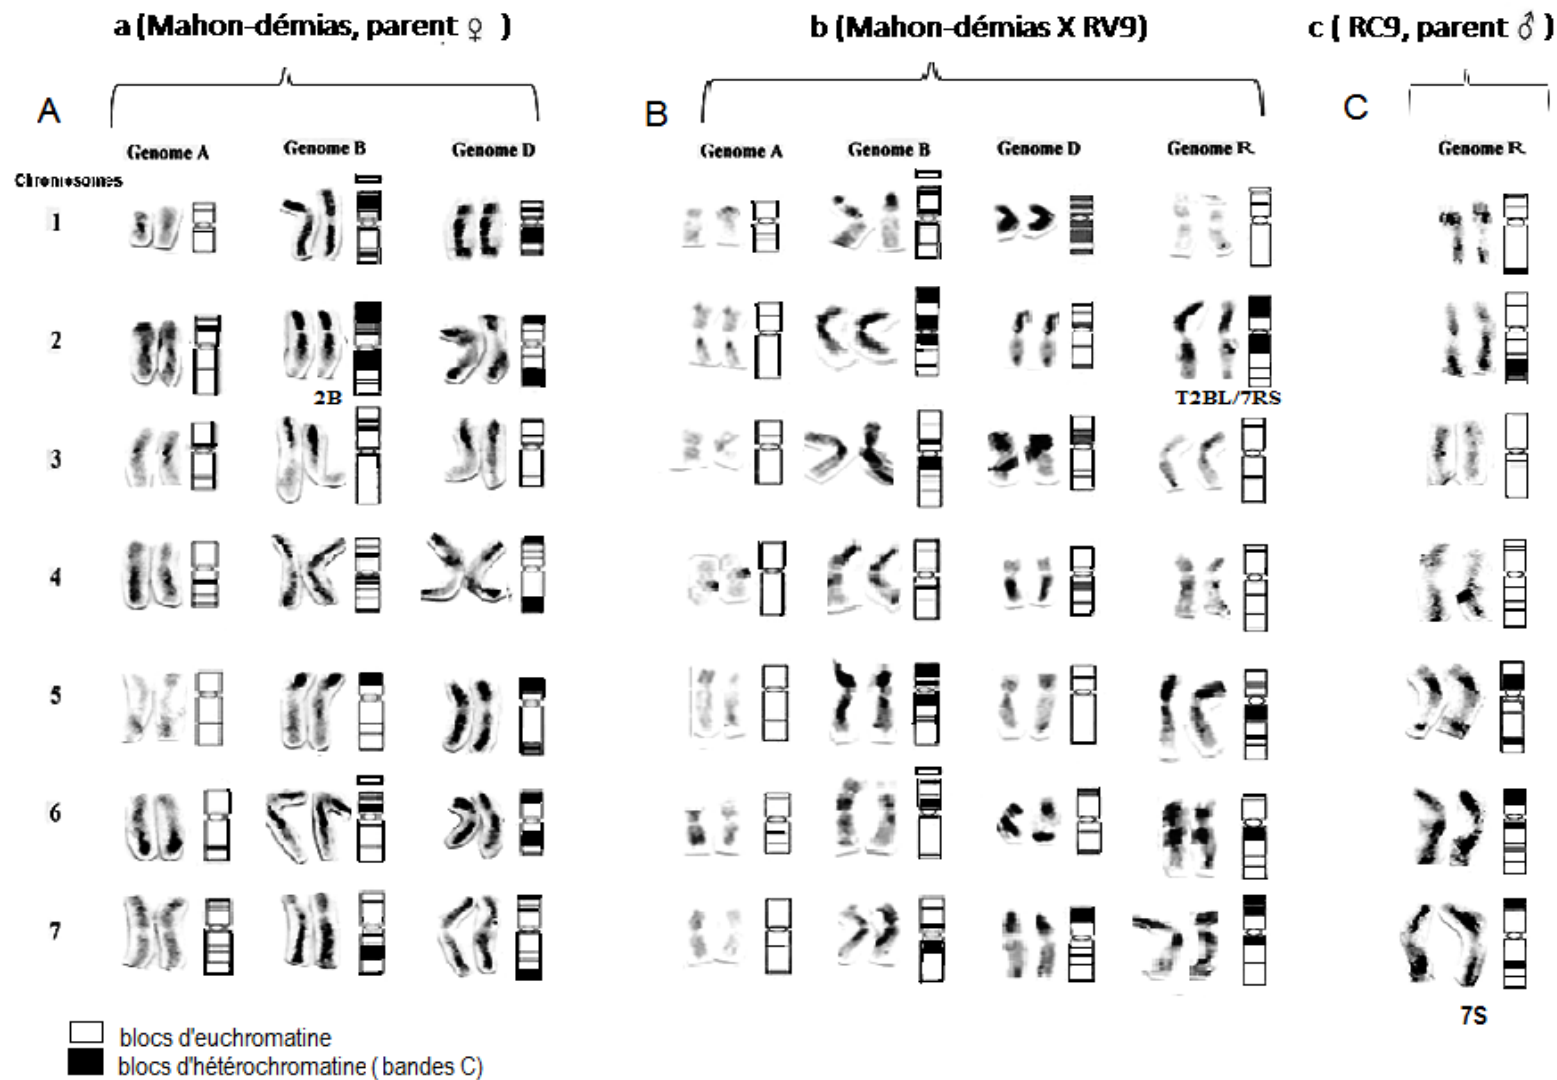 a (Mahon-démias, parent ♀ )
b (Mahon-démias X RV9)
c ( RC9, parent ♂ )
A
B
C
Genome A
Genome B
Genome D
Genome A
Genome B
Genome D
Genome R
Genome R
Chromosomes
1
2
2B
T2BL/7RS
3
4
5
6
7
7S
blocs d'euchromatine
blocs d'hétérochromatine ( bandes C)